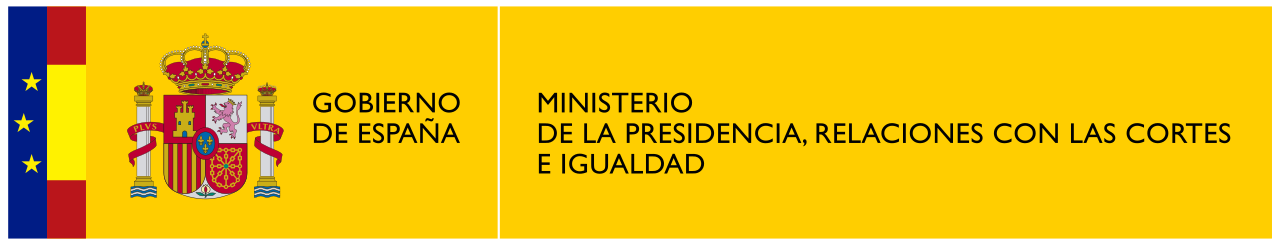 PLVS
VLTRA
GOBIERNO
DE ESPAÑA
MINISTERIO
DE LA PRESIDENCIA, RELACIONES CON LAS CORTES
E IGUALDAD